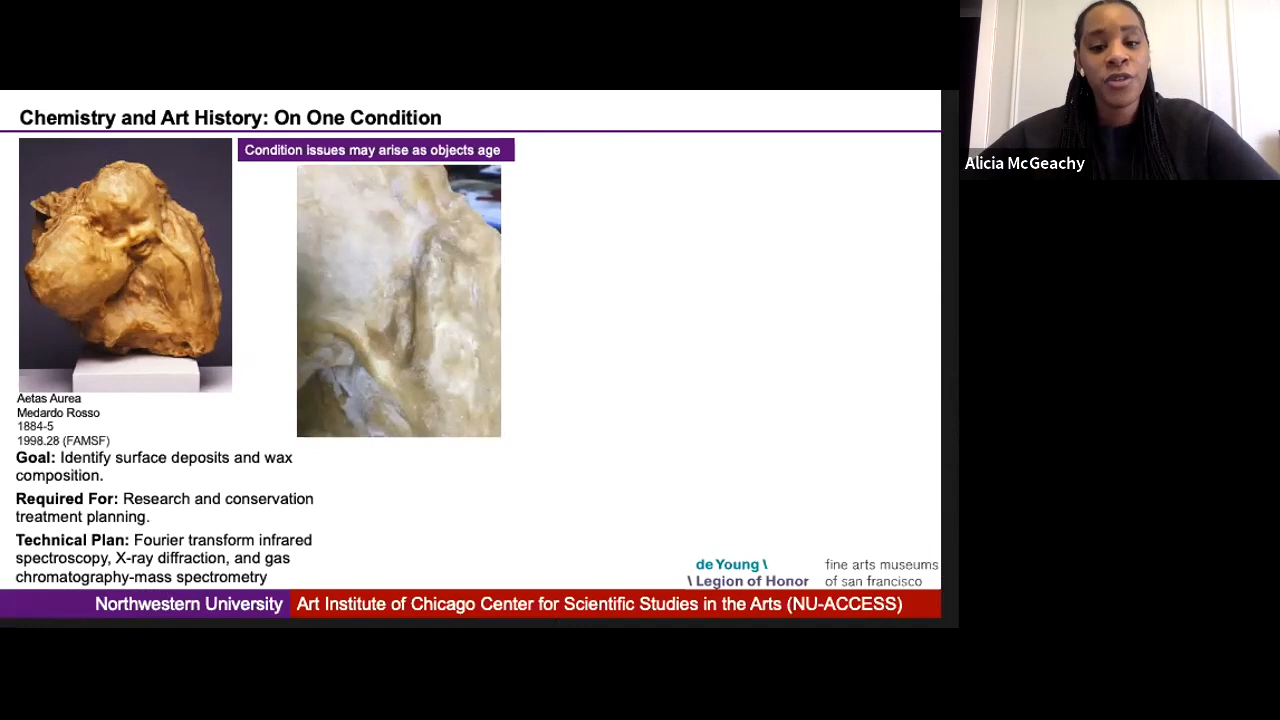 Chemistry and Art History: On One Condition
Condition issues may arise as objects age
Alicia McGeachy
Aetas Aurea
Medardo Rosso
1884-5
1998.28 (FAMSF)
Goal: Identify surface deposits and wax
composition.
Required For: Research and conservation
treatment planning.
Technical Plan: Fourier transform infrared
spectroscopy, X-ray diffraction, and gas
chromatography-mass spectrometry
de Young \
\ Legion of Honor
fine arts museums
of san francisco
Northwestern University
Art Institute of Chicago Center for Scientific Studies in the Arts (NU-ACCESS)